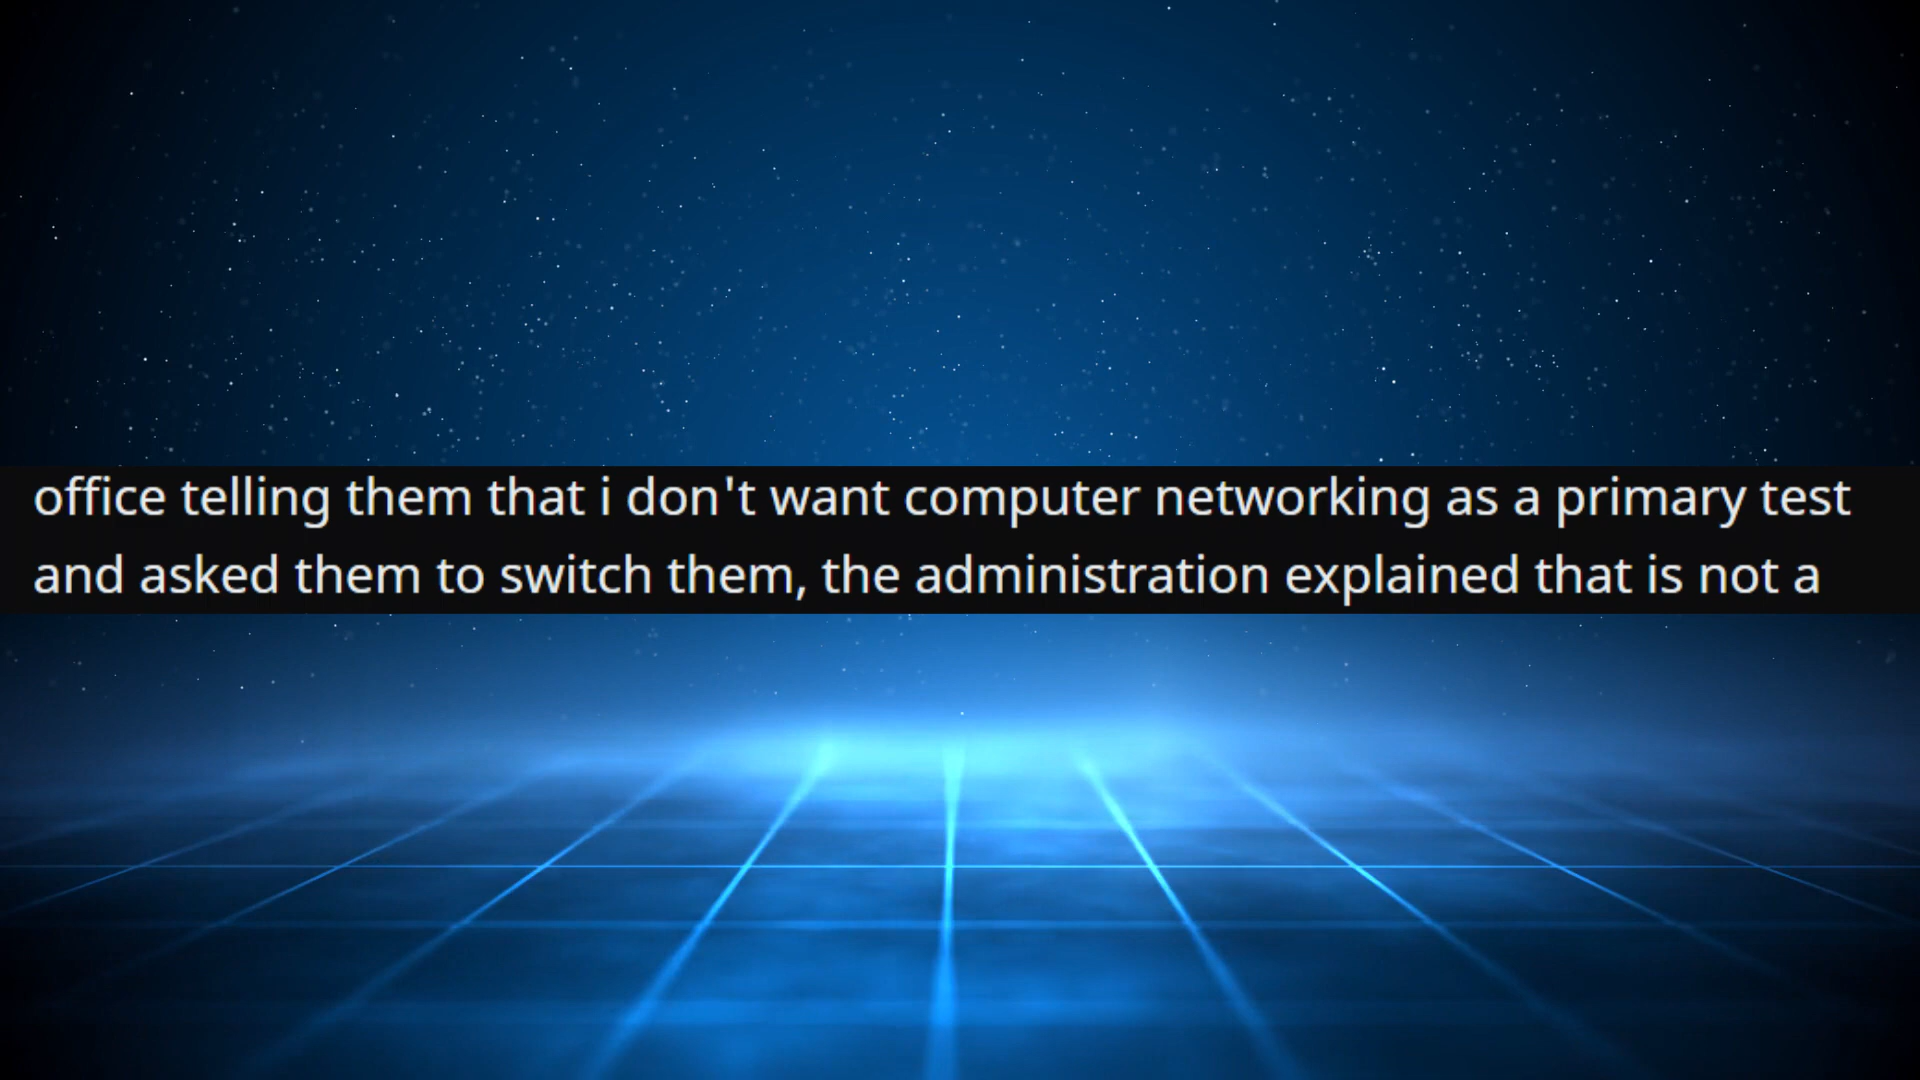 office telling them that i don't want computer networking as a primary test
and asked them to switch them, the administration explained that is not a